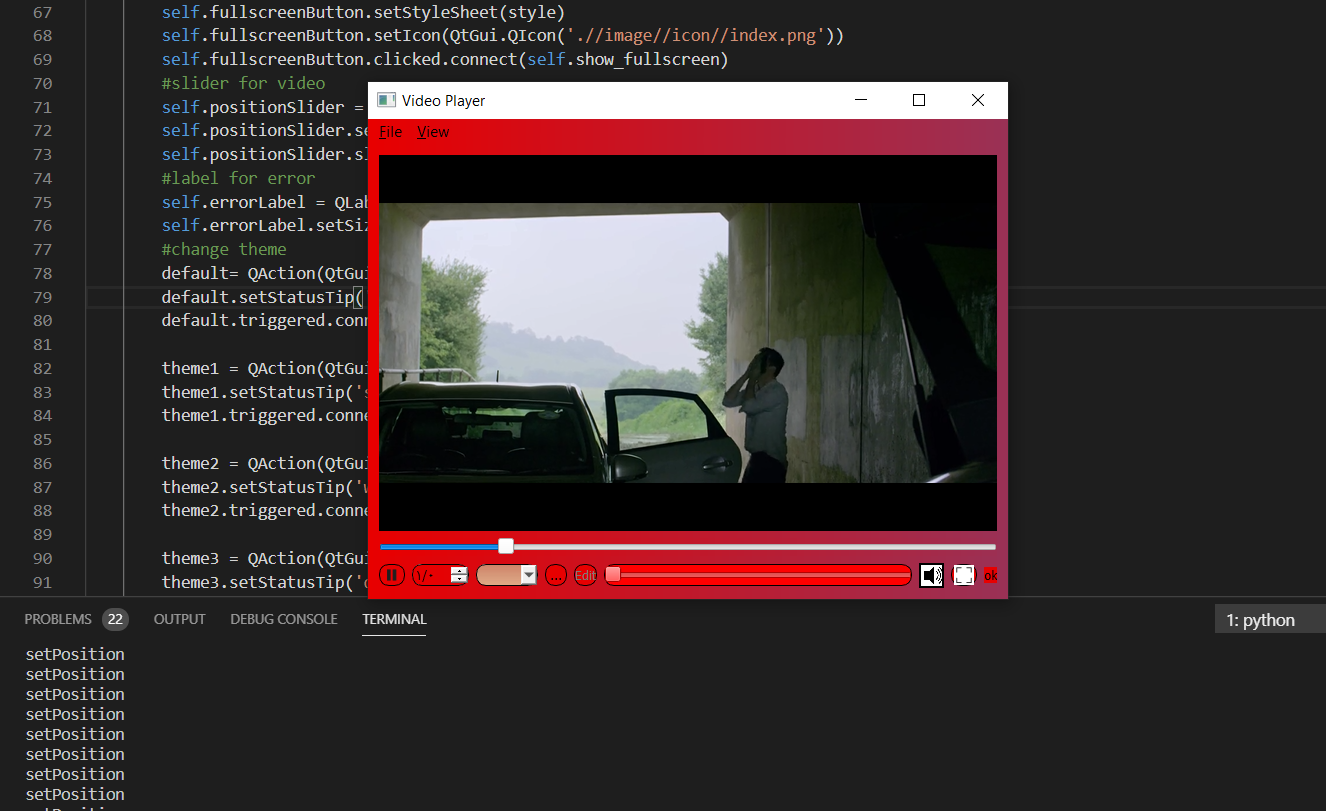 67 self.fullscreenButton.setStyleSheet(style)
68 self.fullscreenButton.setIcon(QtGui.QIcon('.//image//icon//index.png'))
69 self.fullscreenButton.clicked.connect(self.show_fullscreen)
70 #slider for video
71 self.positionSlider =
72 self.positionSlider.se
73 self.positionSlider.sl
74 #label for error
75 self.errorLabel = QLab
76 self.errorLabel.setSiz
77 #change theme
78 default= QAction(QtGui
79 default.setStatusTip(
80 default.triggered.conn
81
82 theme1 = QAction(QtGui
83 theme1.setStatusTip('s
84 theme1.triggered.conne
85
86 theme2 = QAction(QtGui
87 theme2.setStatusTip('w
88 theme2.triggered.conne
89
90 theme3 = QAction(QtGui
91 theme3.setStatusTip('d
Video Player
File View
... Edit ok
PROBLEMS 22 OUTPUT DEBUG CONSOLE TERMINAL 1: python
setPosition
setPosition
setPosition
setPosition
setPosition
setPosition
setPosition
setPosition